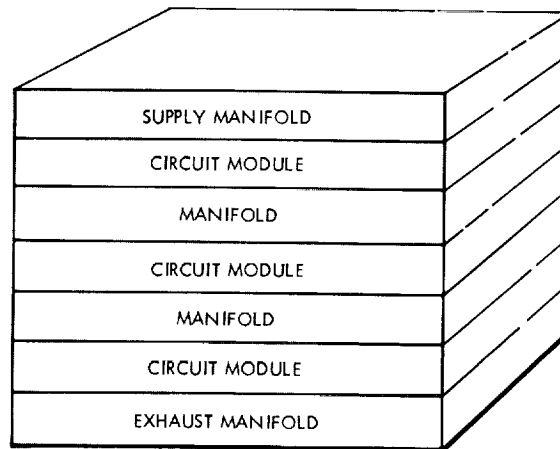 SUPPLY MANIFOLD
CIRCUIT MODULE
MANIFOLD
CIRCUIT MODULE
MANIFOLD
CIRCUIT MODULE
EXHAUST MANIFOLD